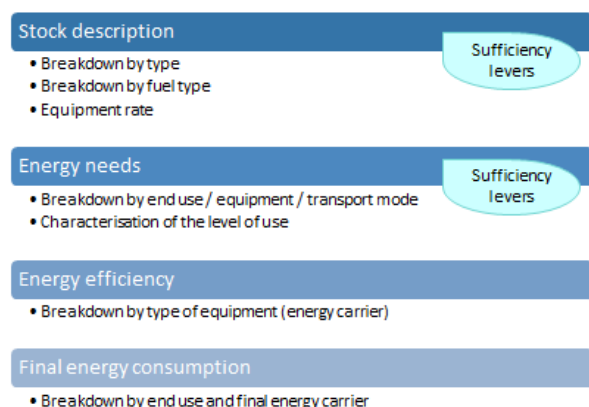 Stock description
Sufficiency
levers
• Breakdown by type
• Breakdown by fuel type
• Equipment rate
Energy needs
Sufficiency
levers
• Breakdown by end use / equipment / transport mode
• Characterisation of the level of use
Energy efficiency
• Breakdown by type of equipment (energy carrier)
Final energy consumption
• Breakdown by end use and final energy carrier